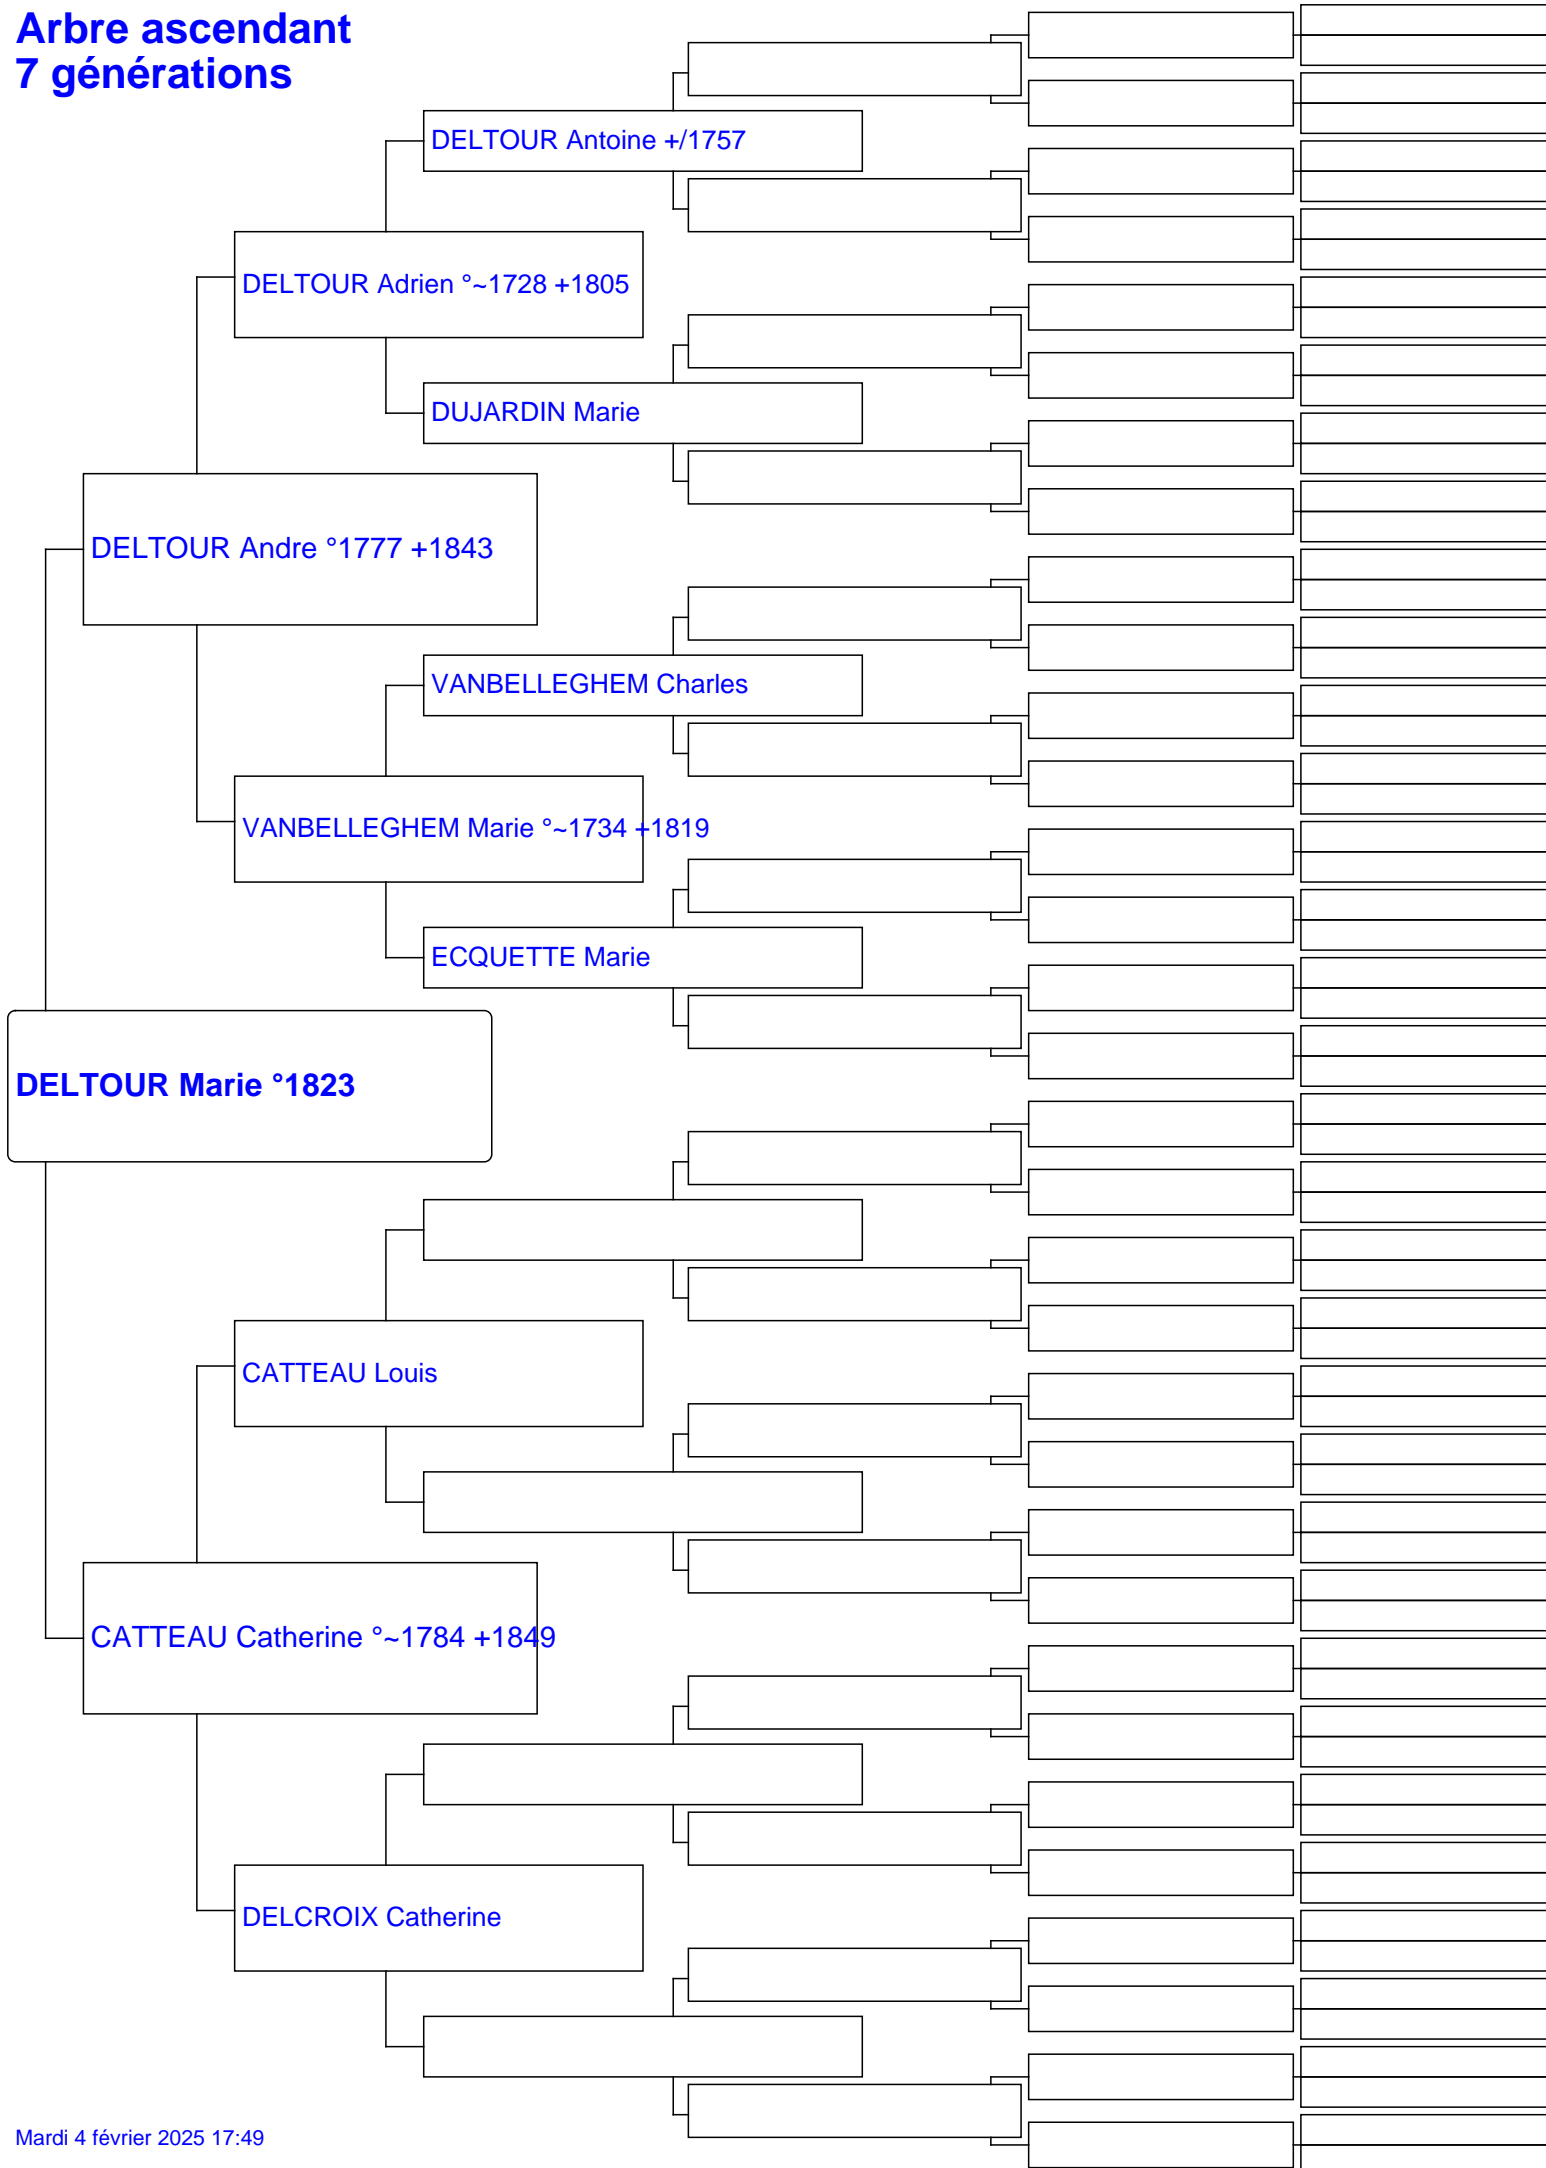 Arbre ascendant
7 générations
DELTOUR Antoine +/1757
DELTOUR Adrien °~1728 +1805
DUJARDIN Marie
DELTOUR Andre °1777 +1843
VANBELLEGHEM Charles
VANBELLEGHEM Marie °~1734 +1819
ECQUETTE Marie
DELTOUR Marie °1823
CATTEAU Louis
CATTEAU Catherine °~1784 +1849
DELCROIX Catherine
Mardi 4 février 2025 17:49